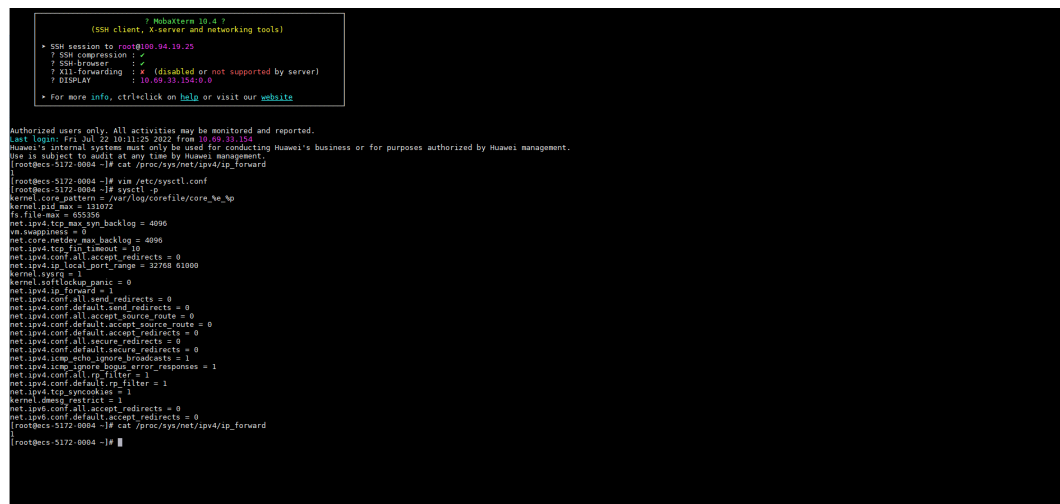 ? MobaXterm 10.4 ?
(SSH client, X-server and networking tools)
➤ SSH session to root@100.94.19.25
? SSH compression : ✔
? SSH-browser : ✔
? X11-forwarding : ✘ (disabled or not supported by server)
? DISPLAY : 10.69.33.154:0.0
➤ For more info, ctrl+click on help or visit our website
Authorized users only. All activities may be monitored and reported.
Last login: Fri Jul 22 10:11:25 2022 from 10.69.33.154
Huawei's internal systems must only be used for conducting Huawei's business or for purposes authorized by Huawei management.
Use is subject to audit at any time by Huawei management.
[root@ecs-5172-0004 ~]# cat /proc/sys/net/ipv4/ip_forward
1
[root@ecs-5172-0004 ~]# vim /etc/sysctl.conf
[root@ecs-5172-0004 ~]# sysctl -p
kernel.core_pattern = /var/log/corefile/core_%e_%p
kernel.pid_max = 131072
fs.file-max = 655356
net.ipv4.tcp_max_syn_backlog = 4096
vm.swappiness = 0
net.core.netdev_max_backlog = 4096
net.ipv4.tcp_fin_timeout = 10
net.ipv4.conf.all.accept_redirects = 0
net.ipv4.ip_local_port_range = 32768 61000
kernel.sysrq = 1
kernel.softlockup_panic = 0
net.ipv4.ip_forward = 1
net.ipv4.conf.all.send_redirects = 0
net.ipv4.conf.default.send_redirects = 0
net.ipv4.conf.all.accept_source_route = 0
net.ipv4.conf.default.accept_source_route = 0
net.ipv4.conf.default.accept_redirects = 0
net.ipv4.conf.all.secure_redirects = 0
net.ipv4.conf.default.secure_redirects = 0
net.ipv4.icmp_echo_ignore_broadcasts = 1
net.ipv4.icmp_ignore_bogus_error_responses = 1
net.ipv4.conf.all.rp_filter = 1
net.ipv4.conf.default.rp_filter = 1
net.ipv4.tcp_syncookies = 1
kernel.dmesg_restrict = 1
net.ipv6.conf.all.accept_redirects = 0
net.ipv6.conf.default.accept_redirects = 0
[root@ecs-5172-0004 ~]# cat /proc/sys/net/ipv4/ip_forward
1
[root@ecs-5172-0004 ~]#